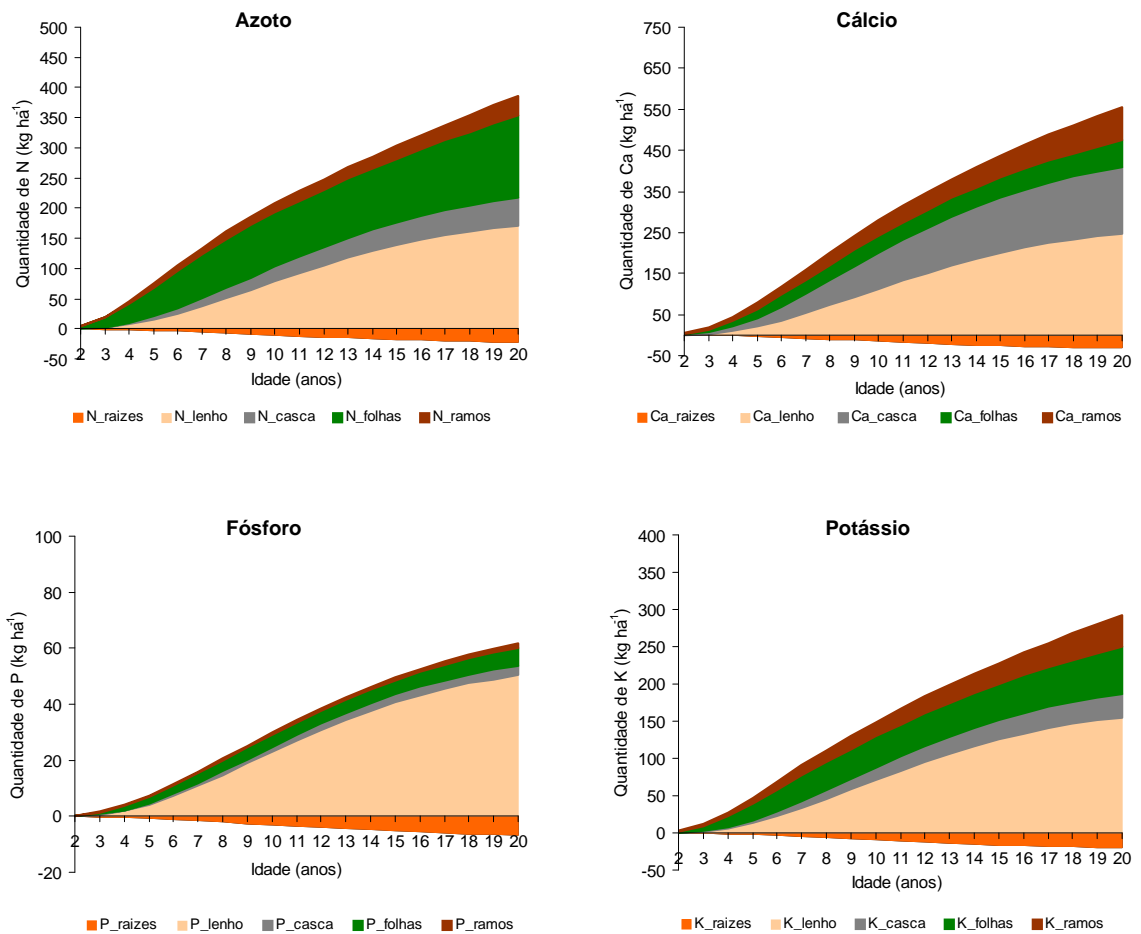 Azoto
Quantidade de N (kg há-1)
500
450
400
350
300
250
200
150
100
50
0
-50
2 3 4 5 6 7 8 9 10 11 12 13 14 15 16 17 18 19 20
Idade (anos)
N_raizes N_lenho N_casca N_folhas N_ramos
Cálcio
Quantidade de Ca (kg há-1)
750
650
550
450
350
250
150
50
-50
2 3 4 5 6 7 8 9 10 11 12 13 14 15 16 17 18 19 20
Idade (anos)
Ca_raizes Ca_lenho Ca_casca Ca_folhas Ca_ramos
Fósforo
Quantidade de P (kg há-1)
100
80
60
40
20
0
-20
2 3 4 5 6 7 8 9 10 11 12 13 14 15 16 17 18 19 20
Idade (anos)
P_raizes P_lenho P_casca P_folhas P_ramos
Potássio
Quantidade de K (kg há-1)
400
350
300
250
200
150
100
50
0
-50
2 3 4 5 6 7 8 9 10 11 12 13 14 15 16 17 18 19 20
Idade (anos)
K_raizes K_lenho K_casca K_folhas K_ramos